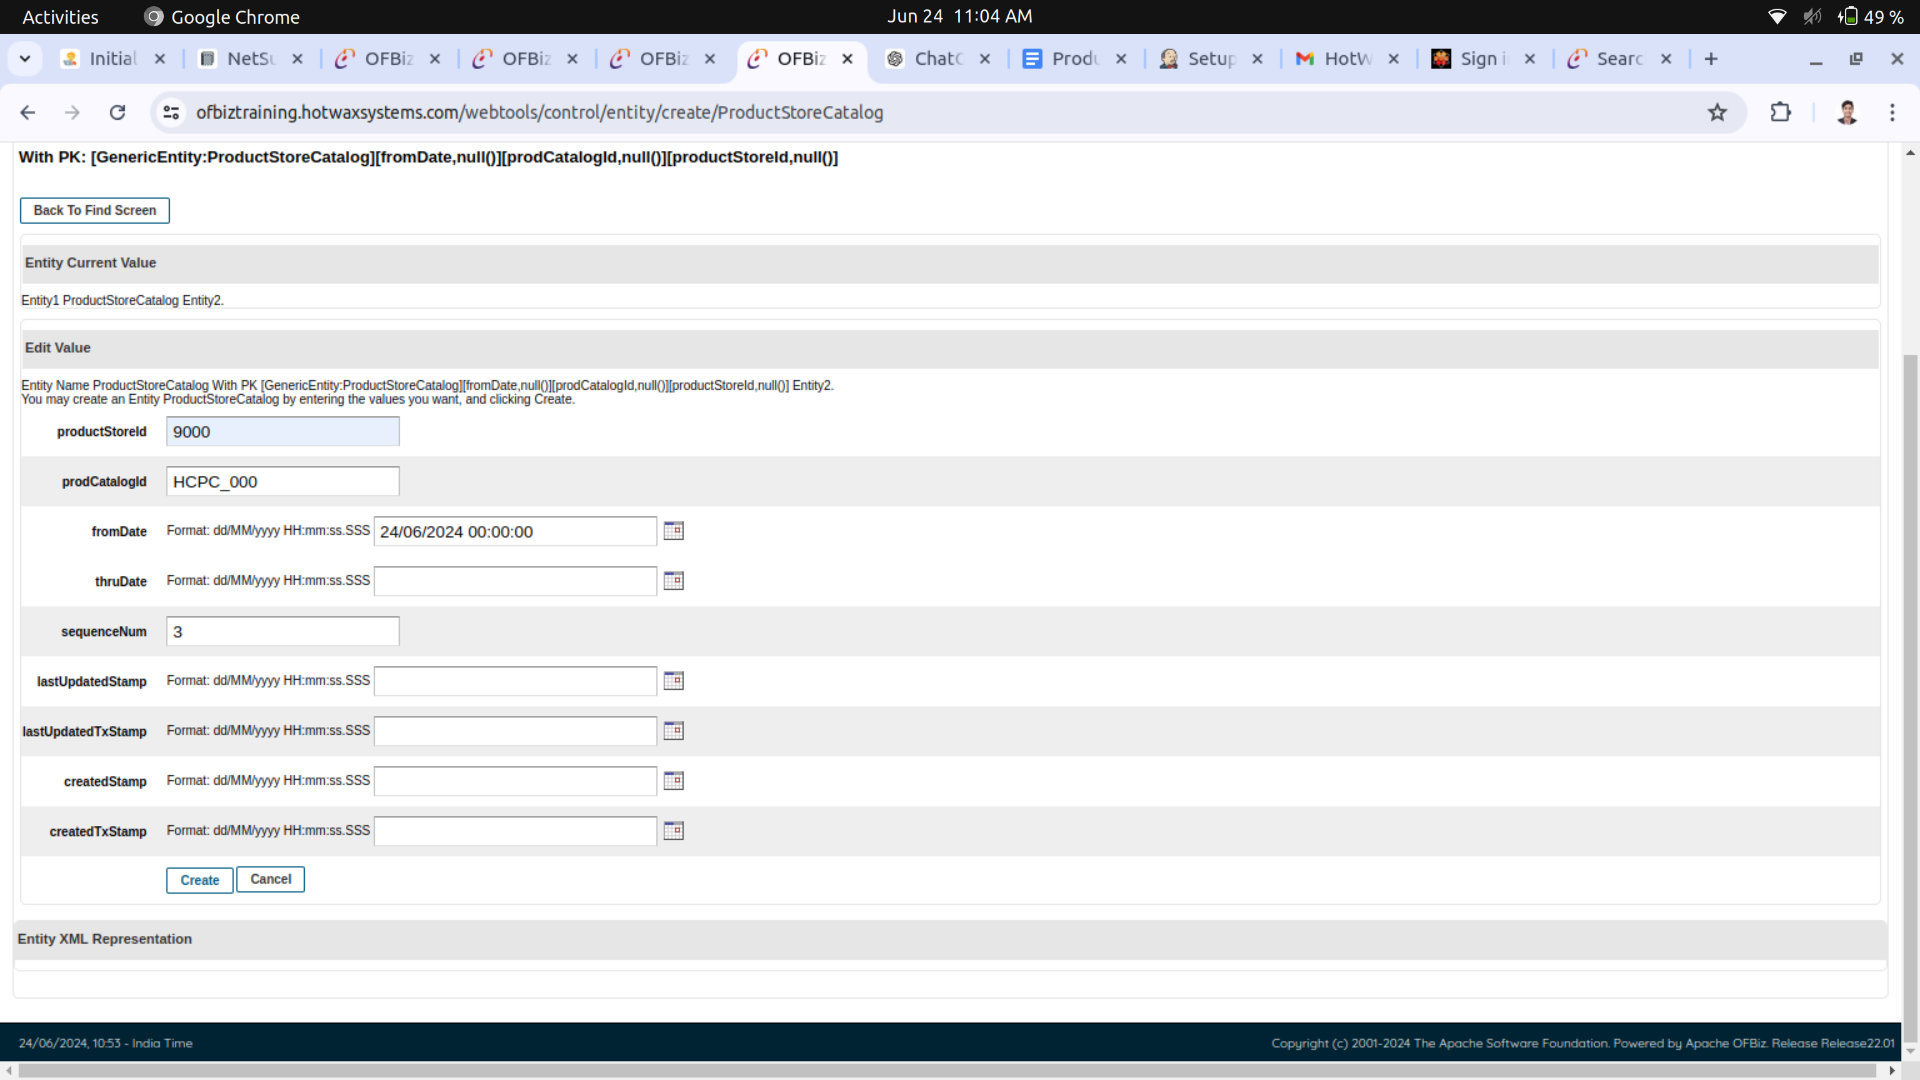 Activities Google Chrome Jun 24 11:04 AM 49 %
Initial NetSu OFBiz OFBiz OFBiz OFBiz ChatG Produ Setup HotW Sign i Searc
ofbiztraining.hotwaxsystems.com/webtools/control/entity/create/ProductStoreCatalog
With PK: [GenericEntity:ProductStoreCatalog][fromDate,null()][prodCatalogId,null()][productStoreId,null()]
Back To Find Screen
Entity Current Value
Entity1 ProductStoreCatalog Entity2.
Edit Value
Entity Name ProductStoreCatalog With PK [GenericEntity:ProductStoreCatalog][fromDate,null()][prodCatalogId,null()][productStoreId,null()] Entity2.
You may create an Entity ProductStoreCatalog by entering the values you want, and clicking Create.
productStoreId 9000
prodCatalogId HCPC_000
fromDate Format: dd/MM/yyyy HH:mm:ss.SSS 24/06/2024 00:00:00
thruDate Format: dd/MM/yyyy HH:mm:ss.SSS
sequenceNum 3
lastUpdatedStamp Format: dd/MM/yyyy HH:mm:ss.SSS
lastUpdatedTxStamp Format: dd/MM/yyyy HH:mm:ss.SSS
createdStamp Format: dd/MM/yyyy HH:mm:ss.SSS
createdTxStamp Format: dd/MM/yyyy HH:mm:ss.SSS
Create Cancel
Entity XML Representation
24/06/2024, 10:53 - India Time Copyright (c) 2001-2024 The Apache Software Foundation. Powered by Apache OFBiz. Release Release22.01